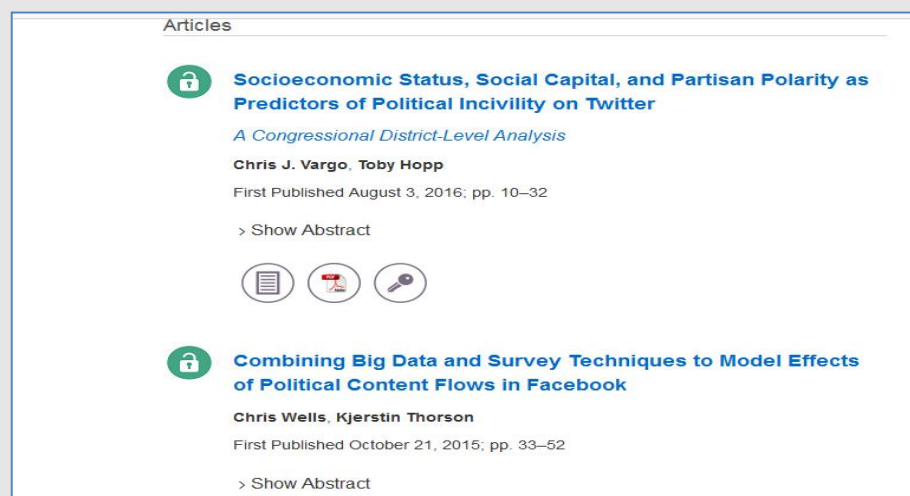 Articles
Socioeconomic Status, Social Capital, and Partisan Polarity as
Predictors of Political Incivility on Twitter
A Congressional District-Level Analysis
Chris J. Vargo, Toby Hopp
First Published August 3, 2016; pp. 10–32
> Show Abstract
PDF
Combining Big Data and Survey Techniques to Model Effects
of Political Content Flows in Facebook
Chris Wells, Kjerstin Thorson
First Published October 21, 2015; pp. 33–52
> Show Abstract